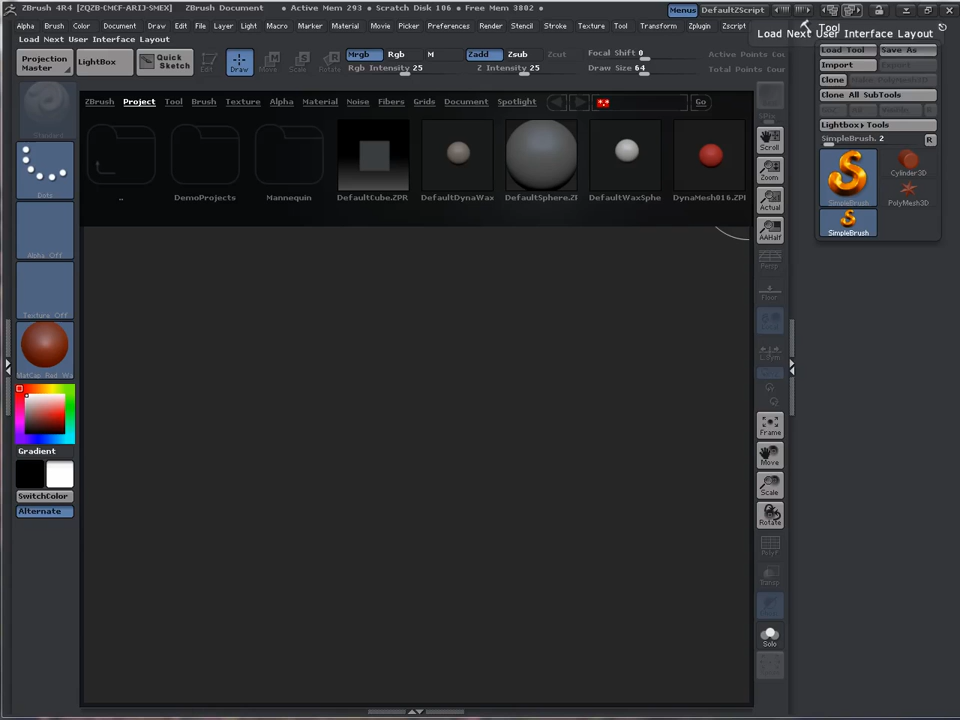 ZBrush 4R4 [ZQZB-CMCF-ARIJ-SMEX] ZBrush Document • Active Mem 293 • Scratch Disk 106 • Free Mem 3802 • Menus DefaultZScript
Alpha Brush Color Document Draw Edit File Layer Light Macro Marker Material Movie Picker Preferences Render Stencil Stroke Texture Tool Transform Zplugin Zscript
Load Next User Interface Layout
Load Next User Interface Layout
Tool
Projection Master
LightBox
Quick Sketch
Edit
Draw
Move
Scale
Rotate
Mrgb Rgb M
Rgb Intensity 25
Zadd Zsub Zcut
Z Intensity 25
Focal Shift 0
Draw Size 64
Active Points Cou
Total Points Cour
Load Tool Save As
Import Export
Clone Make PolyMesh3D
Clone All SubTools
Lightbox▸Tools
SimpleBrush. 2 R
SimpleBrush
Cylinder3D
PolyMesh3D
SimpleBrush
ZBrush Project Tool Brush Texture Alpha Material Noise Fibers Grids Document Spotlight Go
.. DemoProjects Mannequin DefaultCube.ZPR DefaultDynaWax DefaultSphere.ZF DefaultWaxSphe DynaMesh016.ZPI
Standard
Dots
Alpha Off
Texture Off
MatCap Red Wa
Gradient
SwitchColor
Alternate
SPix
Scroll
Zoom
Actual
AAHalf
Persp
Floor
Local
L.Sym
Frame
Move
Scale
Rotate
PolyF
Transp
Solo